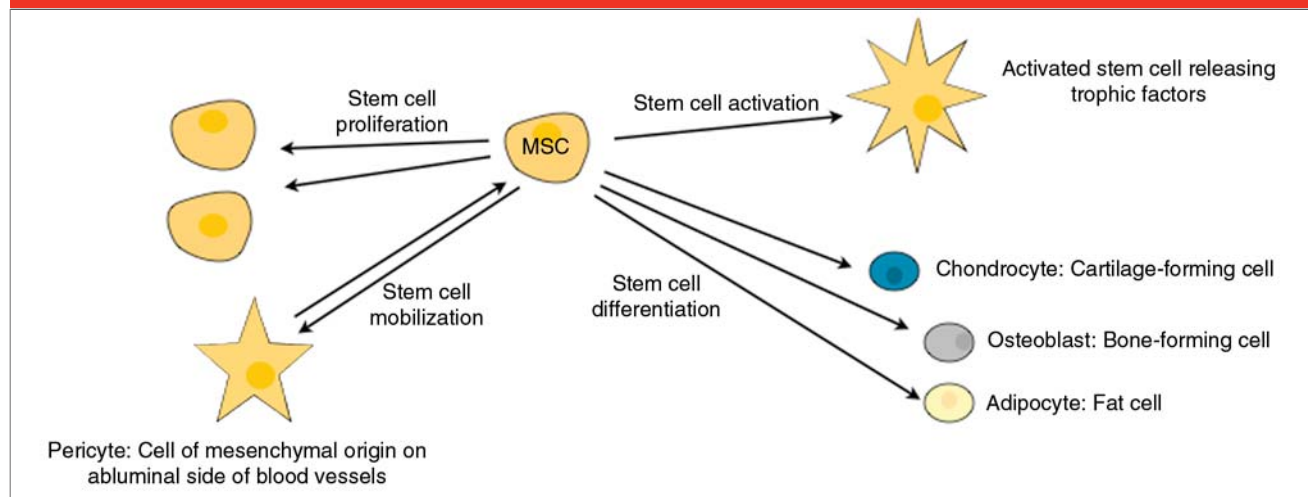 Stem cell
proliferation
MSC
Stem cell activation
Activated stem cell releasing
trophic factors
Stem cell
mobilization
Stem cell
differentiation
Chondrocyte: Cartilage-forming cell
Osteoblast: Bone-forming cell
Adipocyte: Fat cell
Pericyte: Cell of mesenchymal origin on
abluminal side of blood vessels